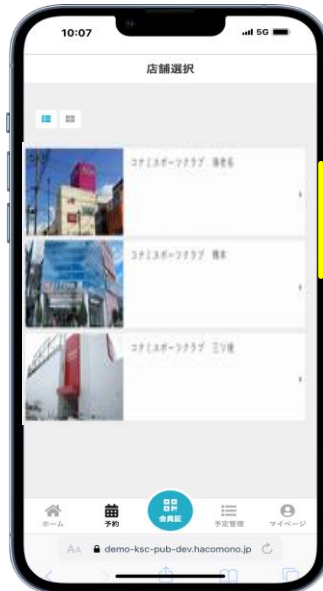 10:07
5G
店舗選択
コナミスポーツクラブ 海老名
コナミスポーツクラブ 橋本
コナミスポーツクラブ 三ツ境
ホーム
予約
会員証
予定管理
マイページ
AA demo-ksc-pub-dev.hacomono.jp